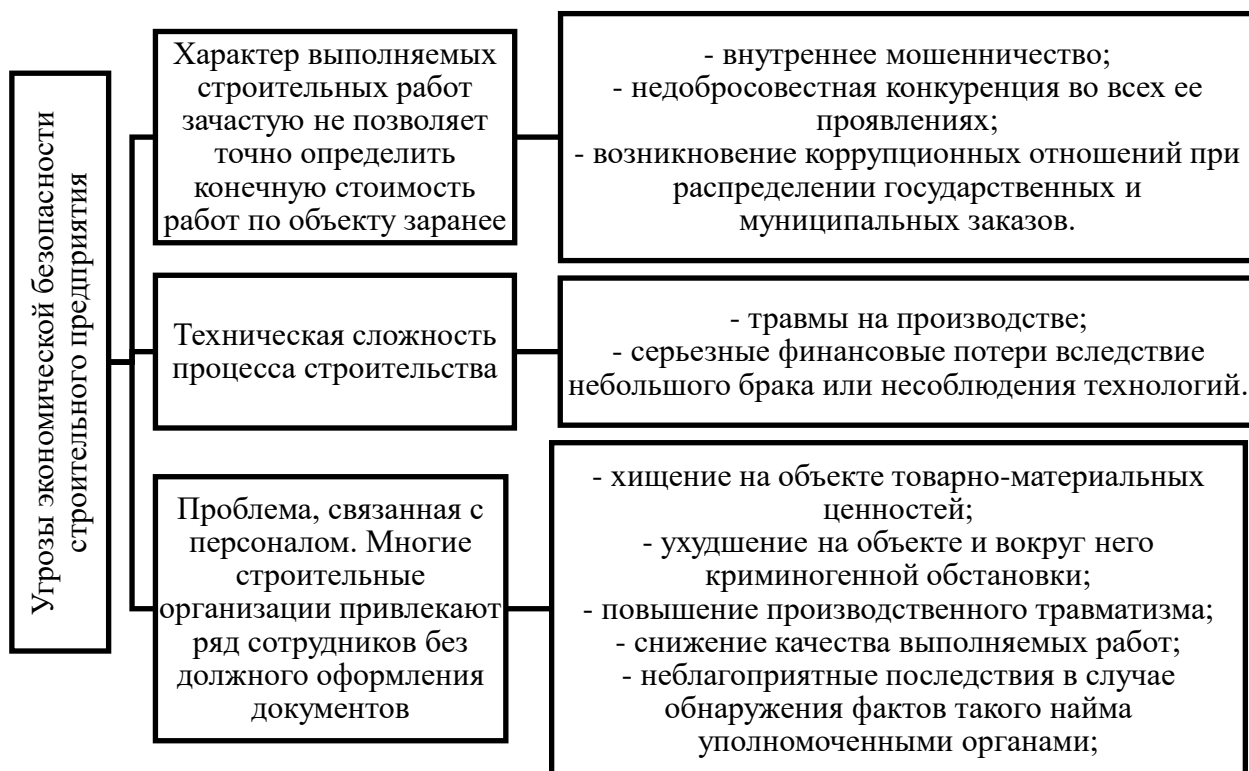 Угрозы экономической безопасности
строительного предприятия
Характер выполняемых
строительных работ
зачастую не позволяет
точно определить
конечную стоимость
работ по объекту заранее
- внутреннее мошенничество;
- недобросовестная конкуренция во всех ее
проявлениях;
- возникновение коррупционных отношений при
распределении государственных и
муниципальных заказов.
Техническая сложность
процесса строительства
- травмы на производстве;
- серьезные финансовые потери вследствие
небольшого брака или несоблюдения технологий.
Проблема, связанная с
персоналом. Многие
строительные
организации привлекают
ряд сотрудников без
должного оформления
документов
- хищение на объекте товарно-материальных
ценностей;
- ухудшение на объекте и вокруг него
криминогенной обстановки;
- повышение производственного травматизма;
- снижение качества выполняемых работ;
- неблагоприятные последствия в случае
обнаружения фактов такого найма
уполномоченными органами;